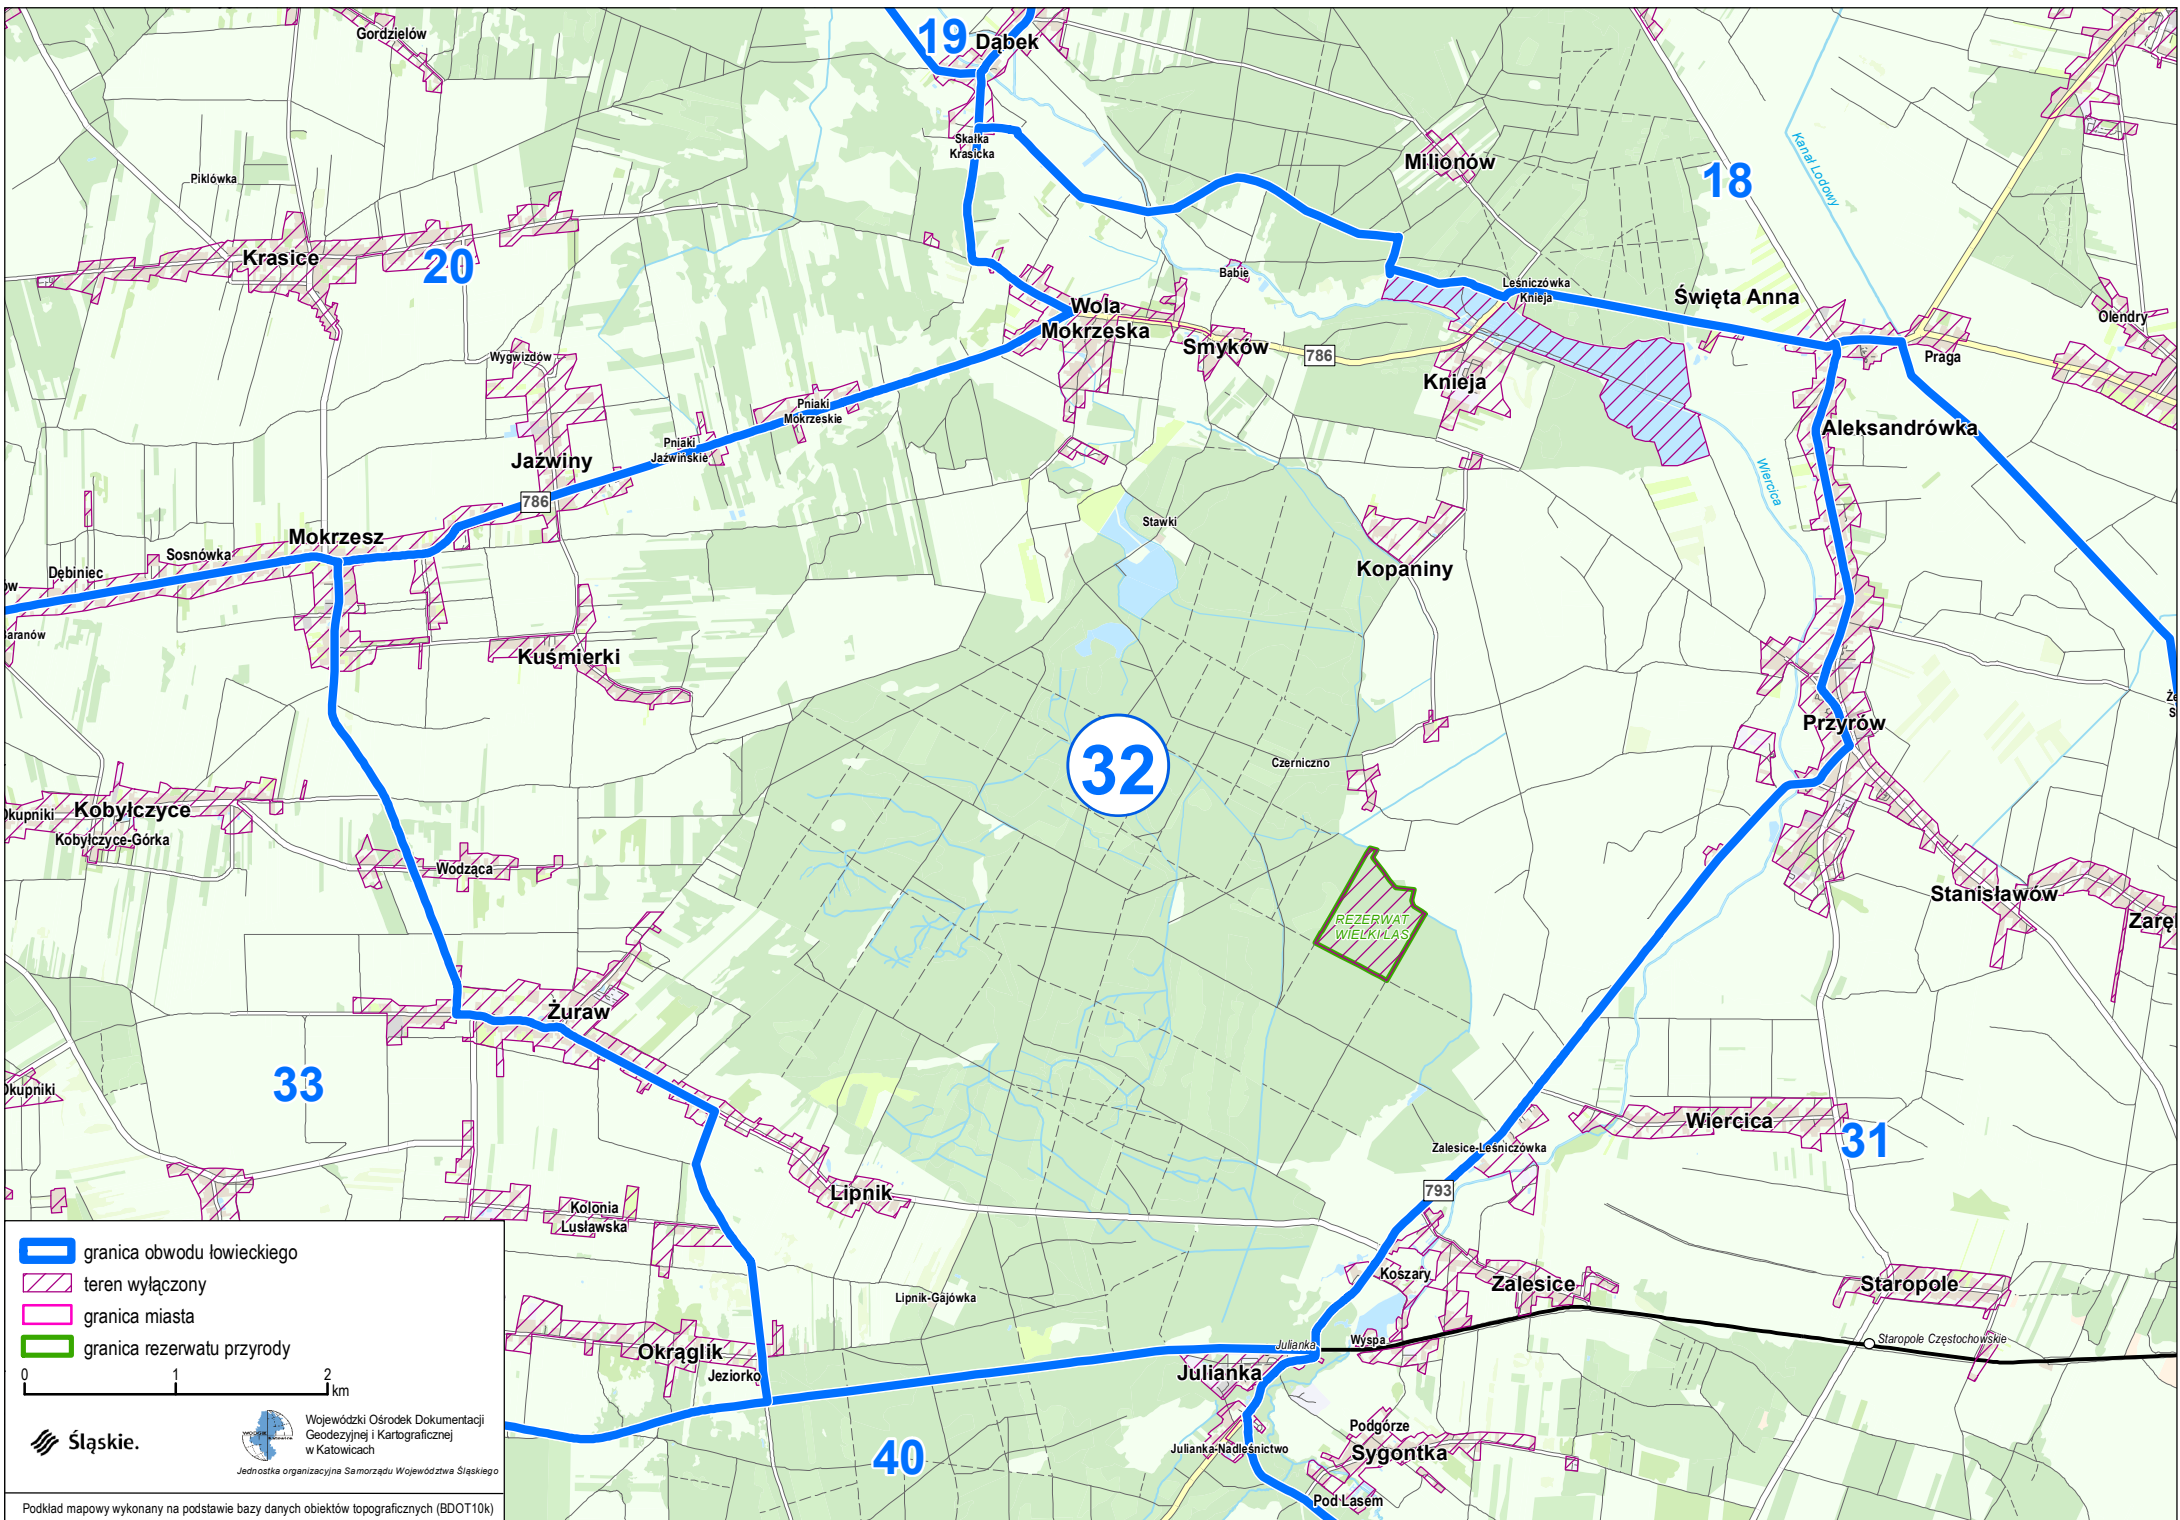 Gordzielów
19
Dąbek
Skałka
Krasicka
Milionów
18
Kanał Lodowy
Piklówka
Krasice
20
Babie
Leśniczówka
Knieja
Święta Anna
Olendry
Wola
Mokrzeska
Smyków
786
Praga
Wygwizdów
Knieja
Pniaki
Mokrzeskie
Aleksandrówka
Pniaki
Jaźwińskie
Jaźwiny
786
Wiercica
Stawki
Mokrzesz
Sosnówka
Dębiniec
Kopaniny
Kuśmierki
Przyrów
32
Czerniczno
Kobyłczyce
Kobyłczyce-Górka
Wodząca
Stanisławów
REZERWAT
WIELKI LAS
Żuraw
33
Wiercica
31
Zalesice-Leśniczówka
793
Lipnik
Kolonia
Lusławska
Koszary
Zalesice
Staropole
Lipnik-Gajówka
Okrąglik
Jeziorko
Julianka
Wyspa
Staropole Częstochowskie
Julianka
Podgórze
Sygontka
Julianka-Nadleśnictwo
40
Pod Lasem
granica obwodu łowieckiego
teren wyłączony
granica miasta
granica rezerwatu przyrody
0 1 2
km
Śląskie.
Wojewódzki Ośrodek Dokumentacji
Geodezyjnej i Kartograficznej
w Katowicach
Jednostka organizacyjna Samorządu Województwa Śląskiego
Podkład mapowy wykonany na podstawie bazy danych obiektów topograficznych (BDOT10k)